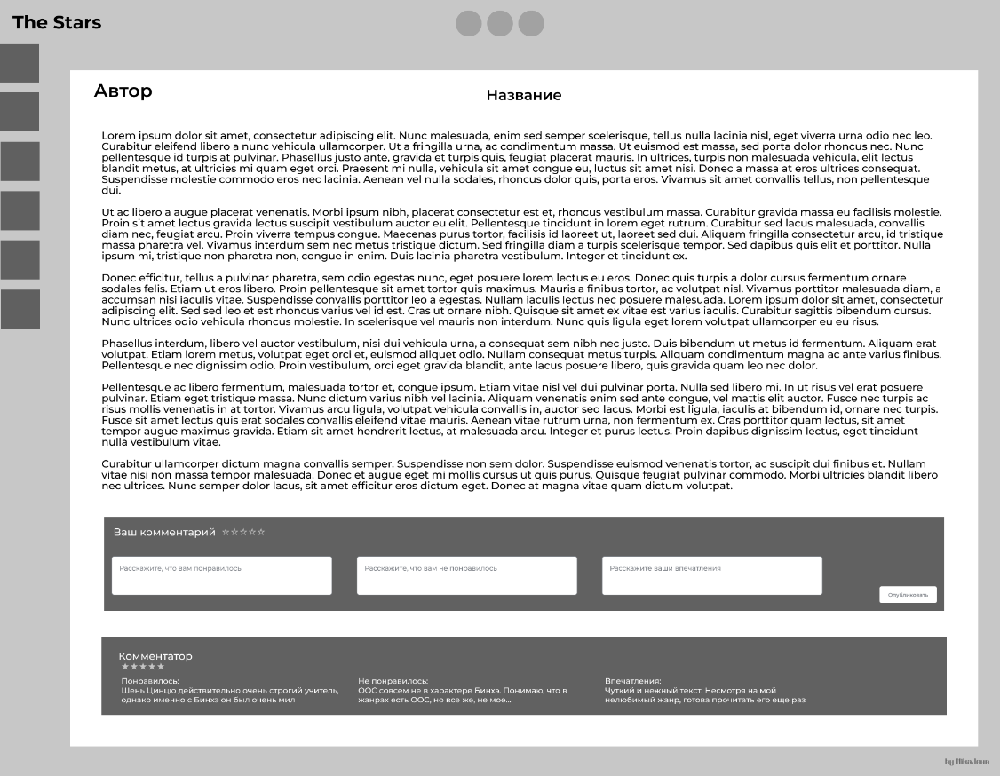 The Stars
Автор
Название
Lorem ipsum dolor sit amet, consectetur adipiscing elit. Nunc malesuada, enim sed semper scelerisque, tellus nulla lacinia nisl, eget viverra urna odio nec leo.
Curabitur eleifend libero a nunc vehicula ullamcorper. Ut a fringilla urna, ac condimentum massa. Ut euismod est massa, sed porta dolor rhoncus nec. Nunc
pellentesque id turpis at pulvinar. Phasellus justo ante, gravida et turpis quis, feugiat placerat mauris. In ultrices, turpis non malesuada vehicula, elit lectus
blandit metus, at ultricies mi quam eget orci. Praesent mi nulla, vehicula sit amet congue eu, luctus sit amet nisi. Donec a massa at eros ultrices consequat.
Suspendisse molestie commodo eros nec lacinia. Aenean vel nulla sodales, rhoncus dolor quis, porta eros. Vivamus sit amet convallis tellus, non pellentesque
dui.
Ut ac libero a augue placerat venenatis. Morbi ipsum nibh, placerat consectetur est et, rhoncus vestibulum massa. Curabitur gravida massa eu facilisis molestie.
Proin sit amet lectus gravida lectus suscipit vestibulum auctor eu elit. Pellentesque tincidunt in lorem eget rutrum. Curabitur sed lacus malesuada, convallis
diam nec, feugiat arcu. Proin viverra tempus congue. Maecenas purus tortor, facilisis id laoreet ut, laoreet sed dui. Aliquam fringilla consectetur arcu, id tristique
massa pharetra vel. Vivamus interdum sem nec metus tristique dictum. Sed fringilla diam a turpis scelerisque tempor. Sed dapibus quis elit et porttitor. Nulla
ipsum mi, tristique non pharetra non, congue in enim. Duis lacinia pharetra vestibulum. Integer et tincidunt ex.
Donec efficitur, tellus a pulvinar pharetra, sem odio egestas nunc, eget posuere lorem lectus eu eros. Donec quis turpis a dolor cursus fermentum ornare
sodales felis. Etiam ut eros libero. Proin pellentesque sit amet tortor quis maximus. Mauris a finibus tortor, ac volutpat nisl. Vivamus porttitor malesuada diam, a
accumsan nisi iaculis vitae. Suspendisse convallis porttitor leo a egestas. Nullam iaculis lectus nec posuere malesuada. Lorem ipsum dolor sit amet, consectetur
adipiscing elit. Sed sed leo et est rhoncus varius vel id est. Cras ut ornare nibh. Quisque sit amet ex vitae est varius iaculis. Curabitur sagittis bibendum cursus.
Nunc ultrices odio vehicula rhoncus molestie. In scelerisque vel mauris non interdum. Nunc quis ligula eget lorem volutpat ullamcorper eu eu risus.
Phasellus interdum, libero vel auctor vestibulum, nisi dui vehicula urna, a consequat sem nibh nec justo. Duis bibendum ut metus id fermentum. Aliquam erat
volutpat. Etiam lorem metus, volutpat eget orci et, euismod aliquet odio. Nullam consequat metus turpis. Aliquam condimentum magna ac ante varius finibus.
Pellentesque nec dignissim odio. Proin vestibulum, orci eget gravida blandit, ante lacus posuere libero, quis gravida quam leo nec dolor.
Pellentesque ac libero fermentum, malesuada tortor et, congue ipsum. Etiam vitae nisl vel dui pulvinar porta. Nulla sed libero mi. In ut risus vel erat posuere
pulvinar. Etiam eget tristique massa. Nunc dictum varius nibh vel lacinia. Aliquam venenatis enim sed ante congue, vel mattis elit auctor. Fusce nec turpis ac
risus mollis venenatis in at tortor. Vivamus arcu ligula, volutpat vehicula convallis in, auctor sed lacus. Morbi est ligula, iaculis at bibendum id, ornare nec turpis.
Fusce sit amet lectus quis erat sodales convallis eleifend vitae mauris. Aenean vitae rutrum urna, non fermentum ex. Cras porttitor quam lectus, sit amet
tempor augue maximus gravida. Etiam sit amet hendrerit lectus, at malesuada arcu. Integer et purus lectus. Proin dapibus dignissim lectus, eget tincidunt
nulla vestibulum vitae.
Curabitur ullamcorper dictum magna convallis semper. Suspendisse non sem dolor. Suspendisse euismod venenatis tortor, ac suscipit dui finibus et. Nullam
vitae nisi non massa tempor malesuada. Donec et augue eget mi mollis cursus ut quis purus. Quisque feugiat pulvinar commodo. Morbi ultricies blandit libero
nec ultrices. Nunc semper dolor lacus, sit amet efficitur eros dictum eget. Donec at magna vitae quam dictum volutpat.
Ваш комментарий ☆☆☆☆☆
Расскажите, что вам понравилось
Расскажите, что вам не понравилось
Расскажите ваши впечатления
Опубликовать
Комментатор
★★★★★
Понравилось:
Шень Цинцю действительно очень строгий учитель,
однако именно с Бинхэ он был очень мил
Не понравилось:
ООС совсем не в характере Бинхэ. Понимаю, что в
жанрах есть ООС, но все же, не мое...
Впечатления:
Чуткий и нежный текст. Несмотря на мой
нелюбимый жанр, готова прочитать его еще раз
by MikaJoun